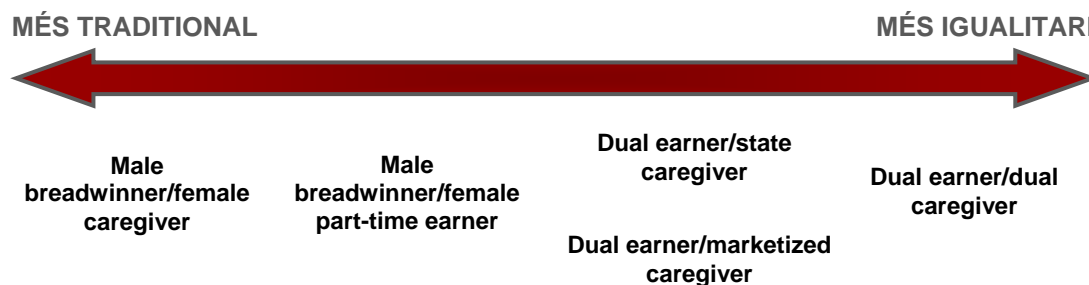 MÉS TRADITIONAL
MÉS IGUALITARI
Male
breadwinner/female
caregiver
Male
breadwinner/female
part-time earner
Dual earner/state
caregiver
Dual earner/marketized
caregiver
Dual earner/dual
caregiver